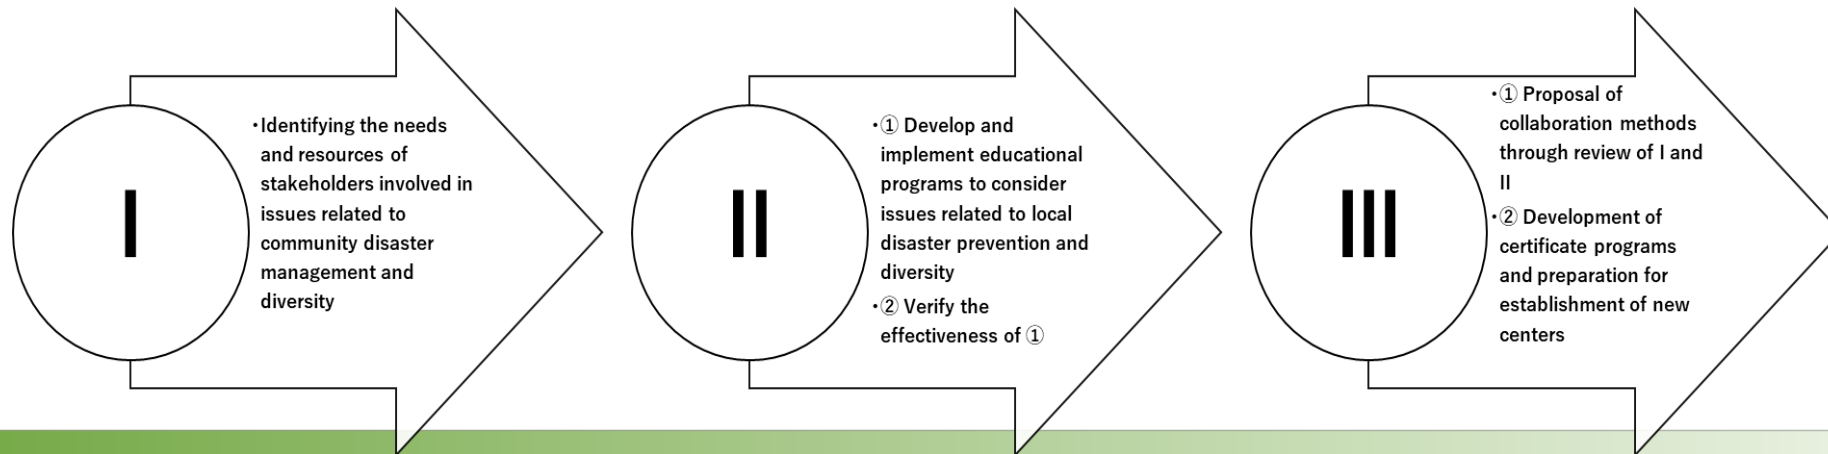 I
・Identifying the needs
and resources of
stakeholders involved in
issues related to
community disaster
management and
diversity
II
・① Develop and
implement educational
programs to consider
issues related to local
disaster prevention and
diversity
・② Verify the
effectiveness of ①
III
・① Proposal of
collaboration methods
through review of I and
II
・② Development of
certificate programs
and preparation for
establishment of new
centers